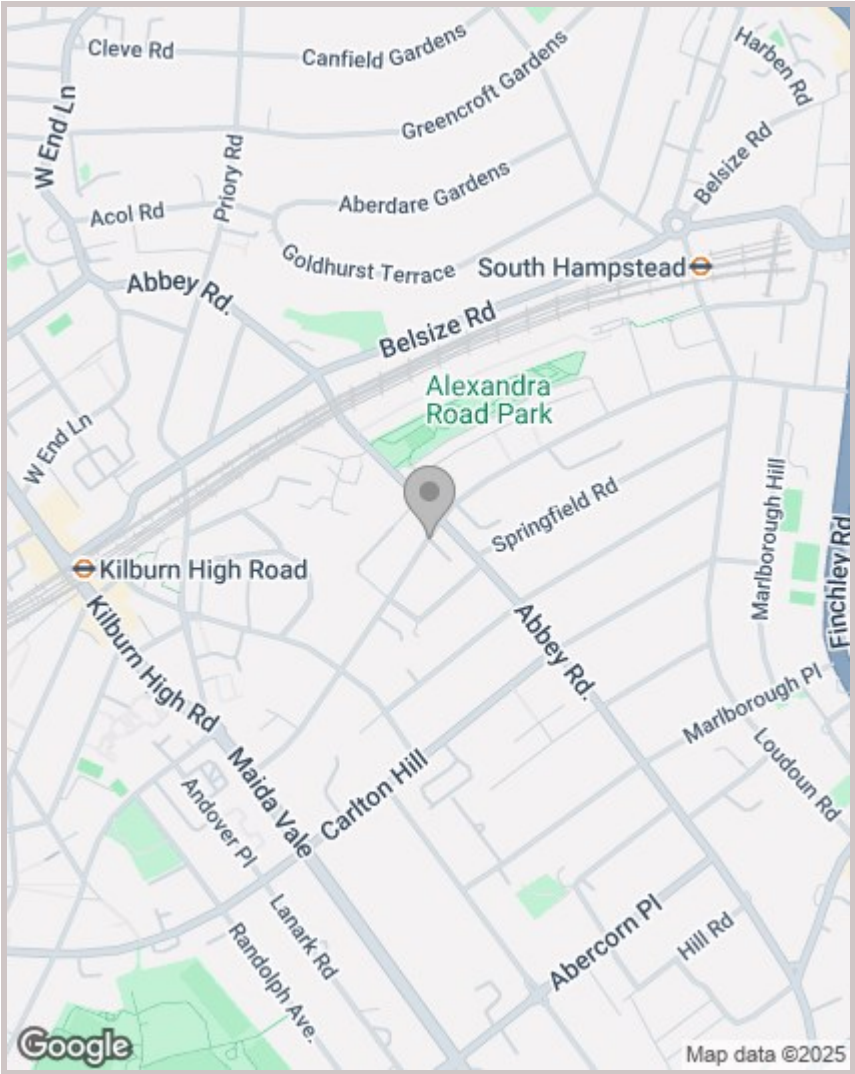 Cleve Rd
Canfield Gardens
Harben Rd
Greencroft Gardens
W End Ln
Priory Rd
Belsize Rd
Aberdare Gardens
Acol Rd
Goldhurst Terrace
South Hampstead
Abbey Rd.
Belsize Rd
Alexandra
Road Park
W End Ln
Springfield Rd
Marlborough Hill
Finchley Rd
Kilburn High Road
Kilburn High Rd
Abbey Rd.
Marlborough Pl
Loudoun Rd
Maida Vale
Carlton Hill
Andover Pl
Lanark Rd
Abercorn Pl
Hill Rd
Randolph Ave.
Google
Map data ©2025